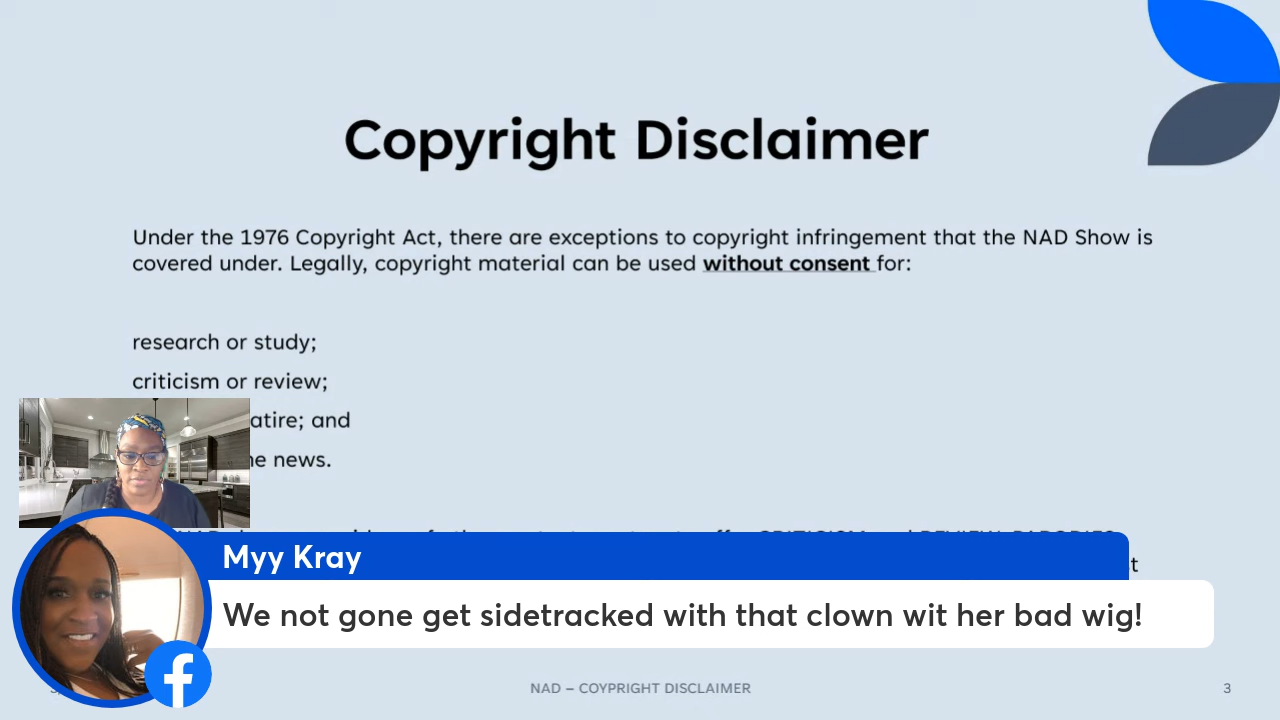 Copyright Disclaimer
Under the 1976 Copyright Act, there are exceptions to copyright infringement that the NAD Show is
covered under. Legally, copyright material can be used without consent for:
research or study;
criticism or review;
atire; and
news.
Myy Kray
We not gone get sidetracked with that clown wit her bad wig!
NAD – COYPRIGHT DISCLAIMER
3